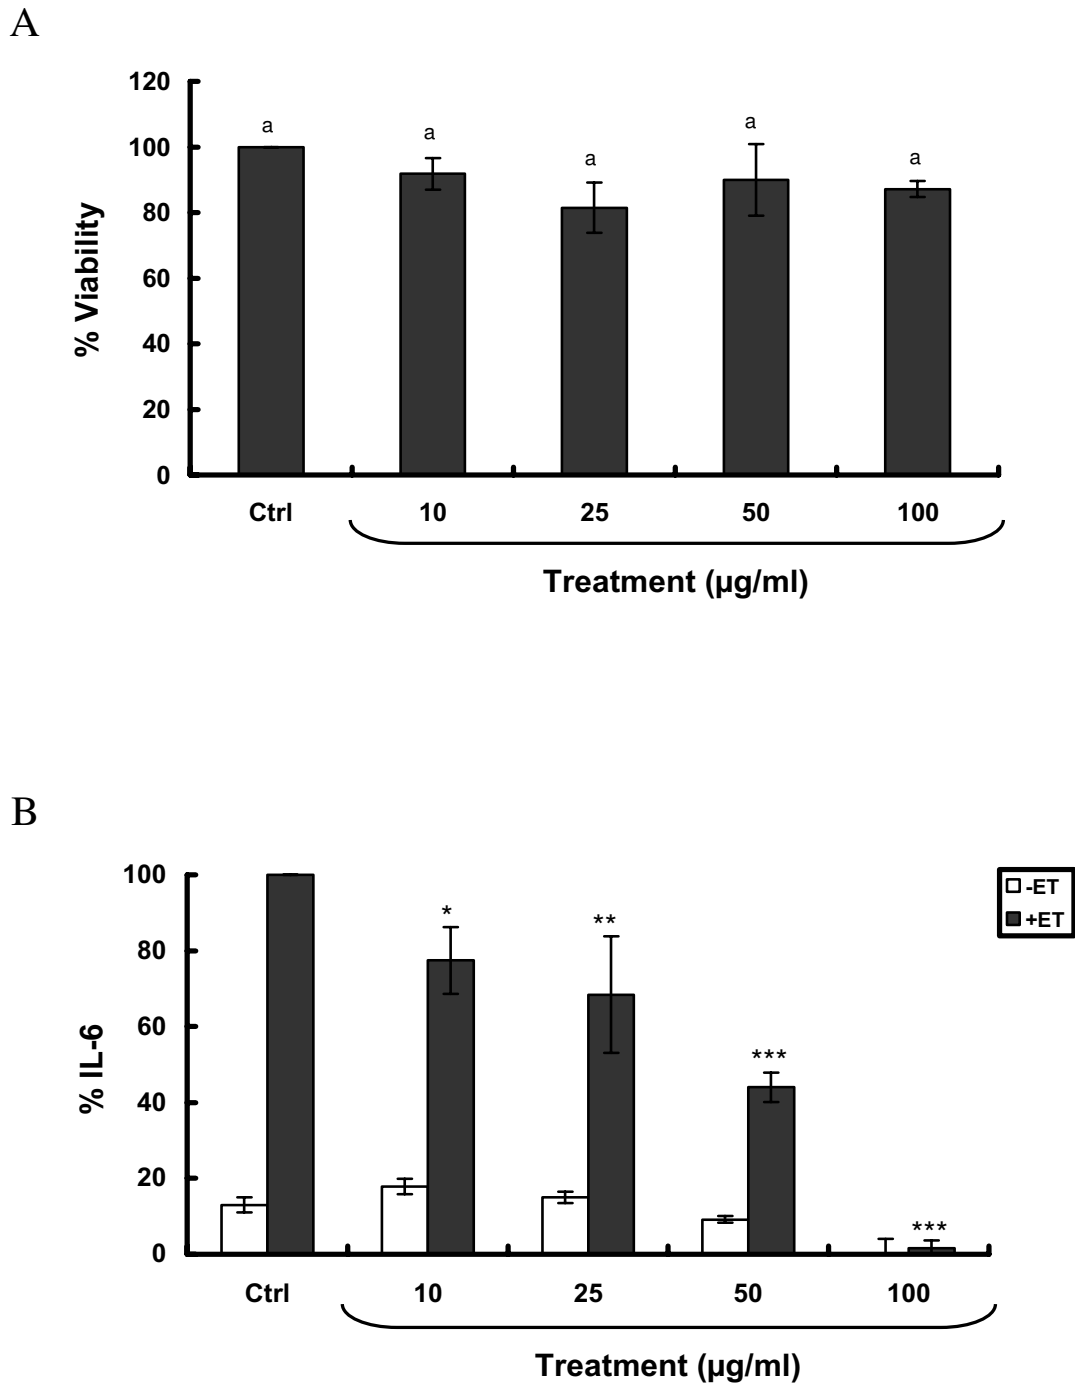 A
120
100
80
60
40
20
0
% Viability
a a a a a
Ctrl 10 25 50 100
Treatment (µg/ml)
B
100
80
60
40
20
0
% IL-6
* ** *** ***
-ET
+ET
Ctrl 10 25 50 100
Treatment (µg/ml)